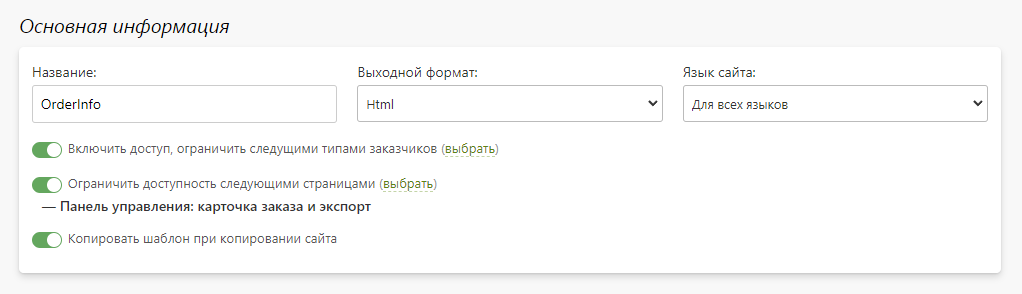 Основная информация
Название: Выходной формат: Язык сайта:
OrderInfo Html Для всех языков
Включить доступ, ограничить следущими типами заказчиков (выбрать)
Ограничить доступность следующими страницами (выбрать)
— Панель управления: карточка заказа и экспорт
Копировать шаблон при копировании сайта